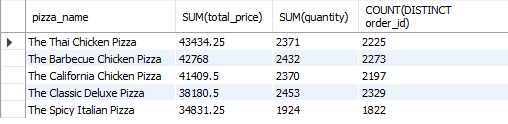 pizza_name SUM(total_price) SUM(quantity) COUNT(DISTINCT order_id)
The Thai Chicken Pizza 43434.25 2371 2225
The Barbecue Chicken Pizza 42768 2432 2273
The California Chicken Pizza 41409.5 2370 2197
The Classic Deluxe Pizza 38180.5 2453 2329
The Spicy Italian Pizza 34831.25 1924 1822